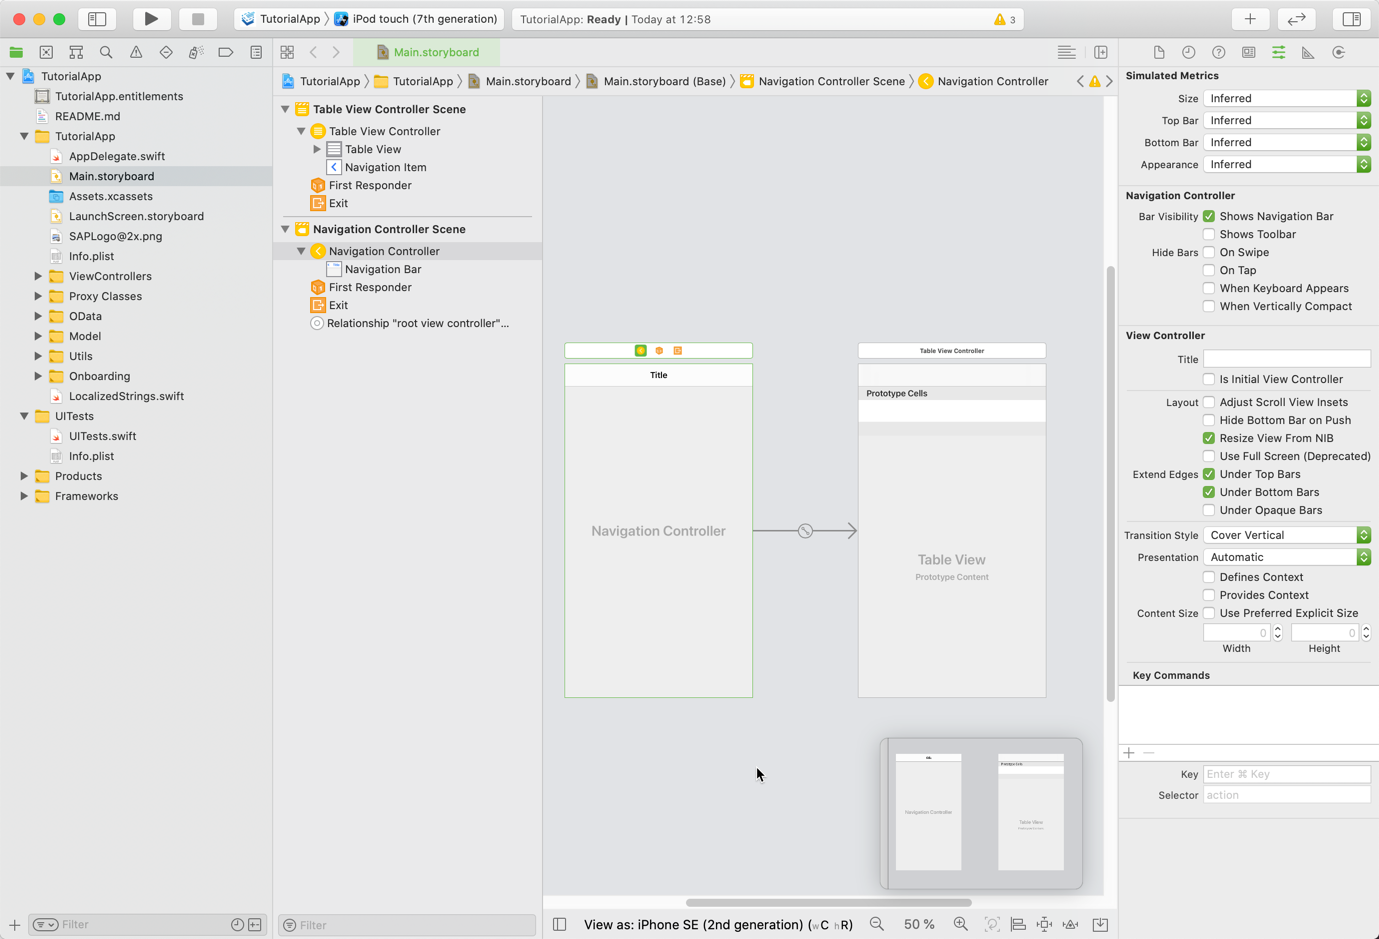 TutorialApp 〉 iPod touch (7th generation)
TutorialApp: Ready | Today at 12:58
3
Main.storyboard
TutorialApp
TutorialApp.entitlements
README.md
TutorialApp
AppDelegate.swift
Main.storyboard
Assets.xcassets
LaunchScreen.storyboard
SAPLogo@2x.png
Info.plist
ViewControllers
Proxy Classes
OData
Model
Utils
Onboarding
LocalizedStrings.swift
UITests
UITests.swift
Info.plist
Products
Frameworks
Filter
TutorialApp 〉 TutorialApp 〉 Main.storyboard 〉 Main.storyboard (Base) 〉 Navigation Controller Scene 〉 Navigation Controller
Table View Controller Scene
Table View Controller
Table View
Navigation Item
First Responder
Exit
Navigation Controller Scene
Navigation Controller
Navigation Bar
First Responder
Exit
Relationship "root view controller"...
Filter
Title
Navigation Controller
Table View Controller
Prototype Cells
Table View
Prototype Content
Navigation Controller
Prototype Cells
Table View
View as: iPhone SE (2nd generation) (wC hR)
50 %
Simulated Metrics
Size Inferred
Top Bar Inferred
Bottom Bar Inferred
Appearance Inferred
Navigation Controller
Bar Visibility Shows Navigation Bar
Shows Toolbar
Hide Bars On Swipe
On Tap
When Keyboard Appears
When Vertically Compact
View Controller
Title
Is Initial View Controller
Layout Adjust Scroll View Insets
Hide Bottom Bar on Push
Resize View From NIB
Use Full Screen (Deprecated)
Extend Edges Under Top Bars
Under Bottom Bars
Under Opaque Bars
Transition Style Cover Vertical
Presentation Automatic
Defines Context
Provides Context
Content Size Use Preferred Explicit Size
0 0
Width Height
Key Commands
Key Enter ⌘ Key
Selector action